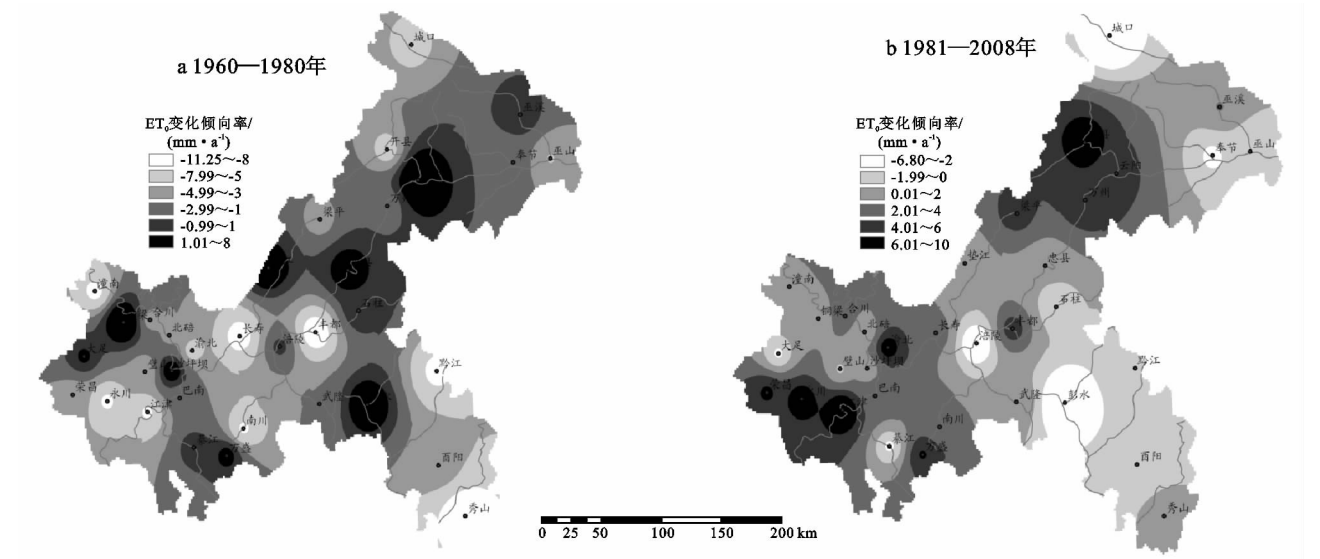 a 1960—1980年
ET₀变化倾向率/
(mm·a⁻¹)
-11.25～-8
-7.99～-5
-4.99～-3
-2.99～-1
-0.99～1
1.01～8
城口
巫溪
开县
奉节
巫山
万
梁平
石柱
潼南
梁
合川
北碚
长寿
丰都
涪陵
渝北
大足
璧
坪坝
黔江
荣昌
永川
巴南
江津
武隆
南川
綦江
万盛
酉阳
秀山
b 1981—2008年
ET₀变化倾向率/
(mm·a⁻¹)
-6.80～-2
-1.99～0
0.01～2
2.01～4
4.01～6
6.01～10
城口
巫溪
奉节
巫山
云阳
万州
梁平
垫江
忠县
潼南
石柱
铜梁
合川
北碚
长寿
丰都
涪陵
北
大足
璧山
沙坪坝
黔江
荣昌
川
巴南
津
武隆
彭水
南川
綦江
万盛
酉阳
秀山
0 25 50 100 150 200 km